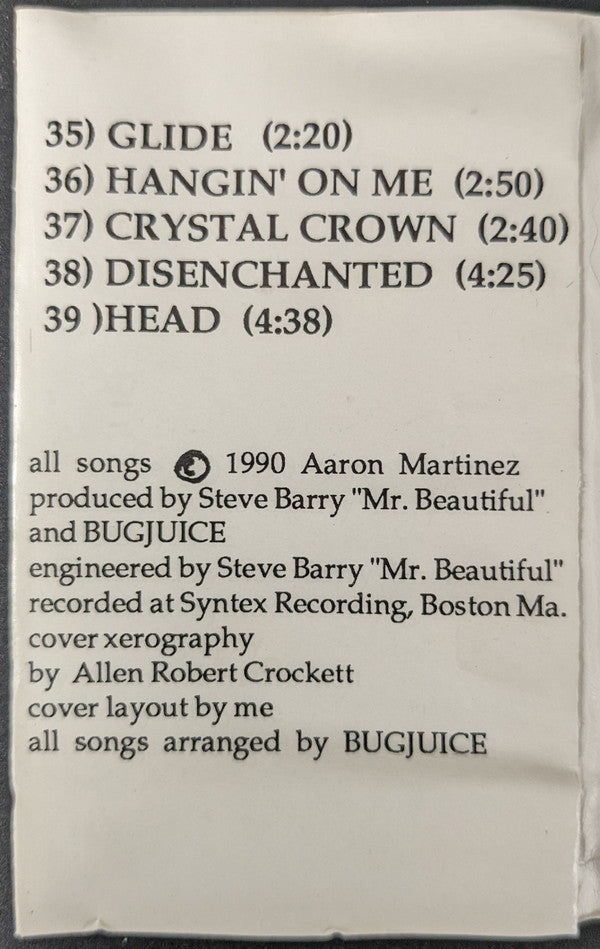 35) GLIDE (2:20)
36) HANGIN' ON ME (2:50)
37) CRYSTAL CROWN (2:40)
38) DISENCHANTED (4:25)
39 )HEAD (4:38)
all songs © 1990 Aaron Martinez
produced by Steve Barry "Mr. Beautiful"
and BUGJUICE
engineered by Steve Barry "Mr. Beautiful"
recorded at Syntex Recording, Boston Ma.
cover xerography
by Allen Robert Crockett
cover layout by me
all songs arranged by BUGJUICE